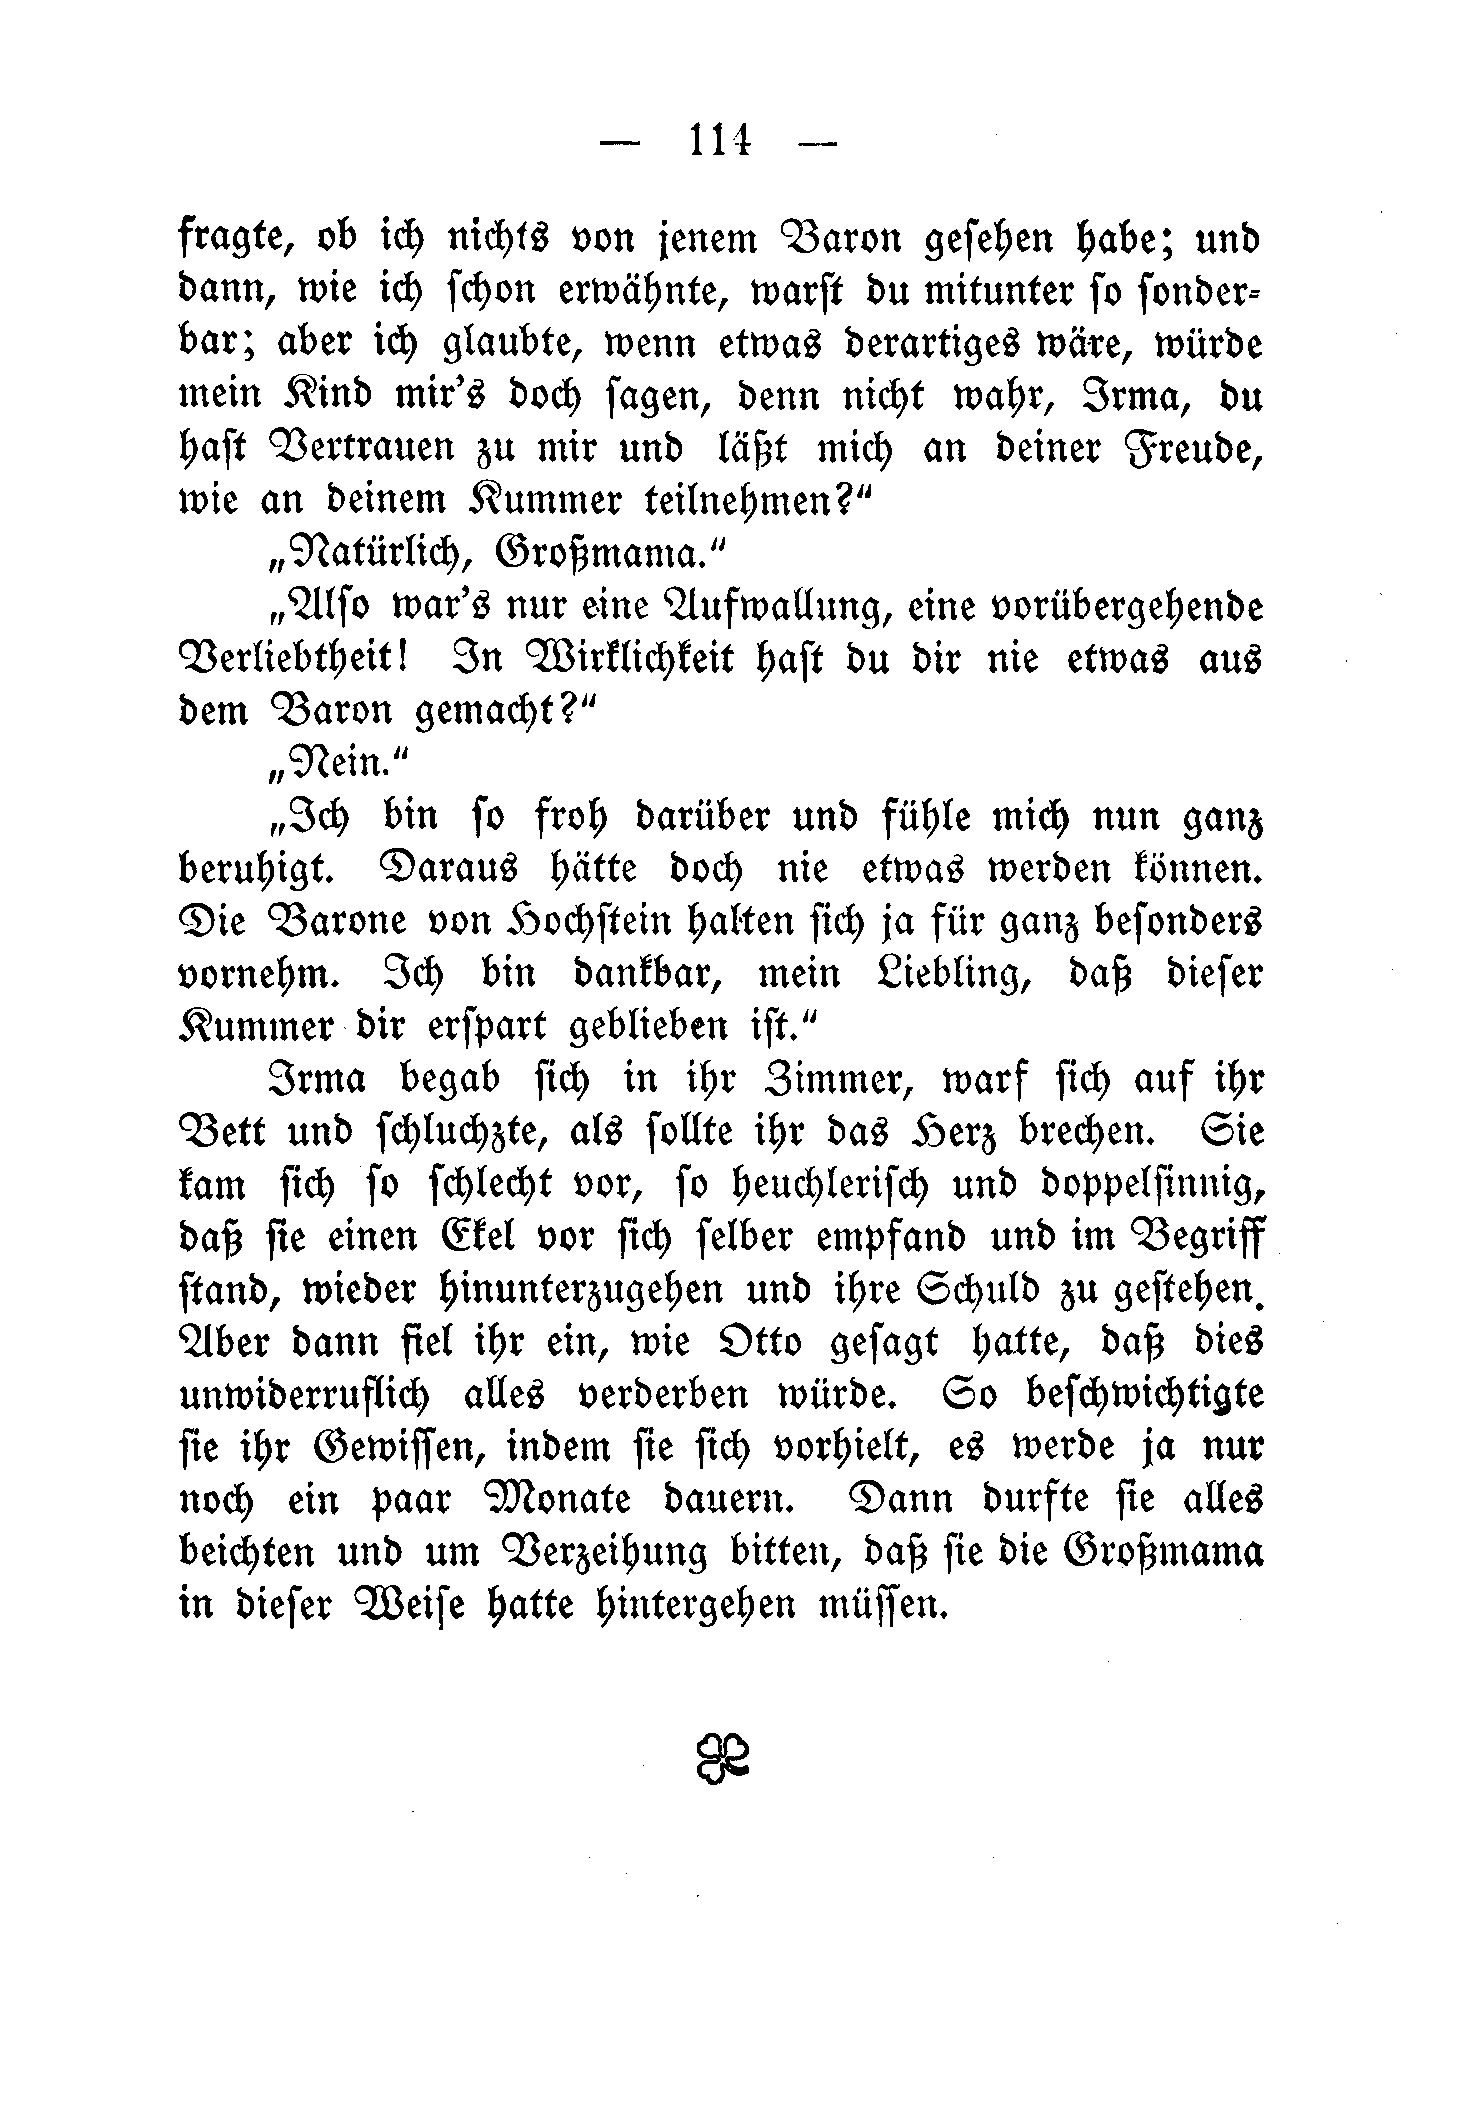 — 114 —
fragte, ob ich nichts von jenem Baron gesehen habe; und
dann, wie ich schon erwähnte, warst du mitunter so sonder-
bar; aber ich glaubte, wenn etwas derartiges wäre, würde
mein Kind mir's doch sagen, denn nicht wahr, Irma, du
hast Vertrauen zu mir und läßt mich an deiner Freude,
wie an deinem Kummer teilnehmen?“
„Natürlich, Großmama.“
„Also war's nur eine Aufwallung, eine vorübergehende
Verliebtheit! In Wirklichkeit hast du dir nie etwas aus
dem Baron gemacht?“
„Nein.“
„Ich bin so froh darüber und fühle mich nun ganz
beruhigt. Daraus hätte doch nie etwas werden können.
Die Barone von Hochstein halten sich ja für ganz besonders
vornehm. Ich bin dankbar, mein Liebling, daß dieser
Kummer dir erspart geblieben ist.“
Irma begab sich in ihr Zimmer, warf sich auf ihr
Bett und schluchzte, als sollte ihr das Herz brechen. Sie
kam sich so schlecht vor, so heuchlerisch und doppelsinnig,
daß sie einen Ekel vor sich selber empfand und im Begriff
stand, wieder hinunterzugehen und ihre Schuld zu gestehen.
Aber dann fiel ihr ein, wie Otto gesagt hatte, daß dies
unwiderruflich alles verderben würde. So beschwichtigte
sie ihr Gewissen, indem sie sich vorhielt, es werde ja nur
noch ein paar Monate dauern. Dann durfte sie alles
beichten und um Verzeihung bitten, daß sie die Großmama
in dieser Weise hatte hintergehen müssen.